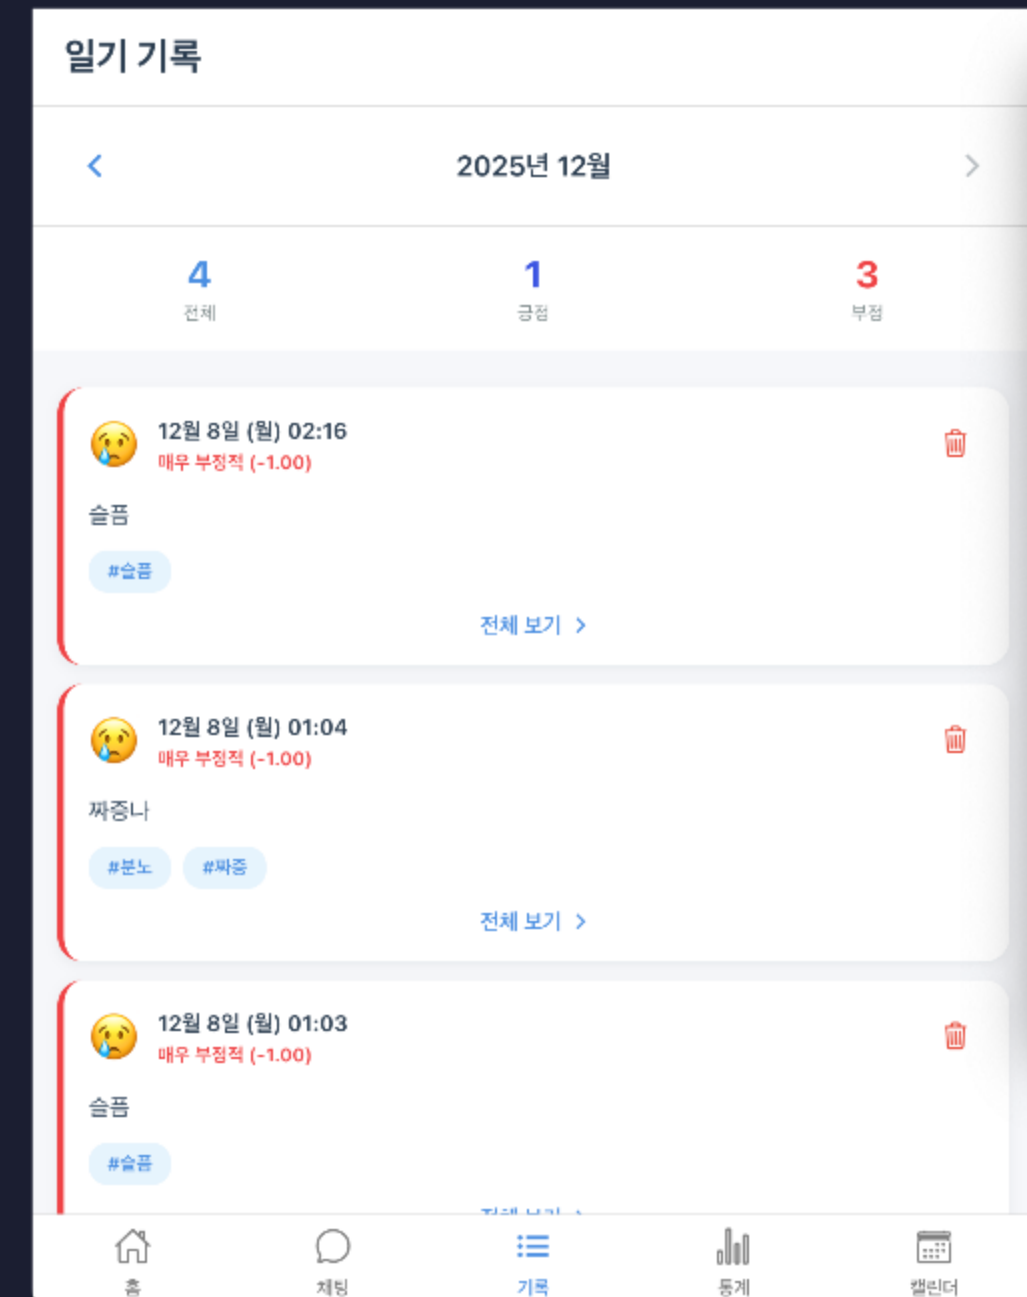 일기 기록
2025년 12월
4
1
3
전체
긍정
부정
12월 8일 (월) 02:16
매우 부정적 (-1.00)
슬픔
#슬픔
전체 보기
12월 8일 (월) 01:04
매우 부정적 (-1.00)
짜증나
#분노 #짜증
전체 보기
12월 8일 (월) 01:03
매우 부정적 (-1.00)
슬픔
#슬픔
전체 보기
홈
채팅
기록
통계
캘린더